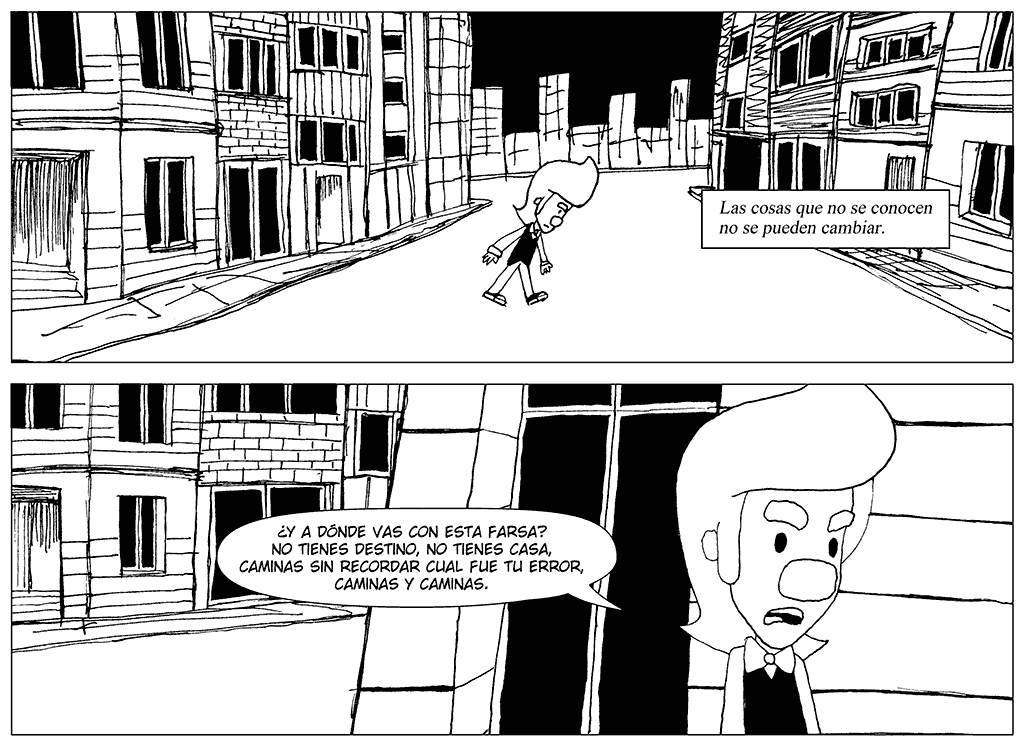 Las cosas que no se conocen
no se pueden cambiar.
¿Y A DÓNDE VAS CON ESTA FARSA?
NO TIENES DESTINO, NO TIENES CASA,
CAMINAS SIN RECORDAR CUAL FUE TU ERROR,
CAMINAS Y CAMINAS.